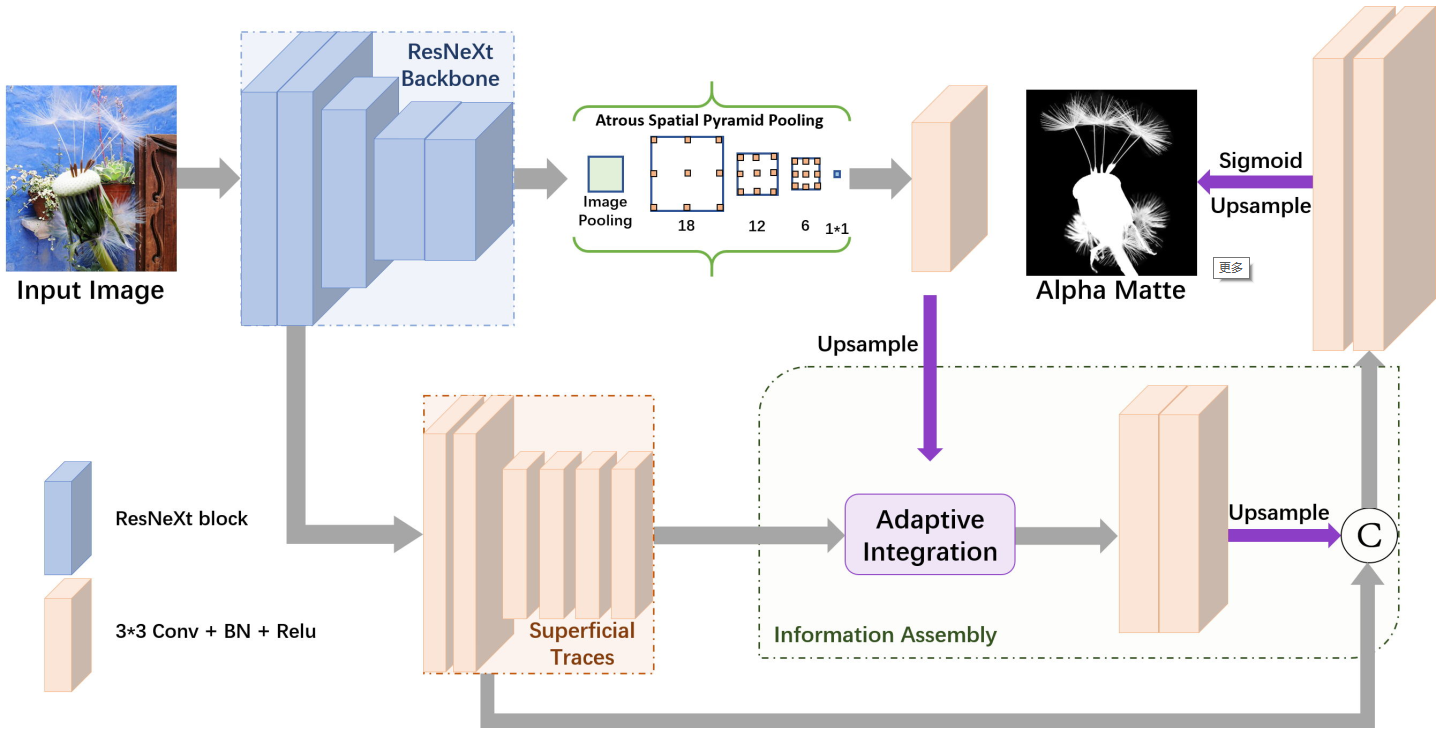 ResNeXt
Backbone
Atrous Spatial Pyramid Pooling
Image
Pooling
18
12
6
1*1
Input Image
Sigmoid
Upsample
更多
Alpha Matte
Upsample
ResNeXt block
3*3 Conv + BN + Relu
Superficial
Traces
Adaptive
Integration
Upsample
C
Information Assembly